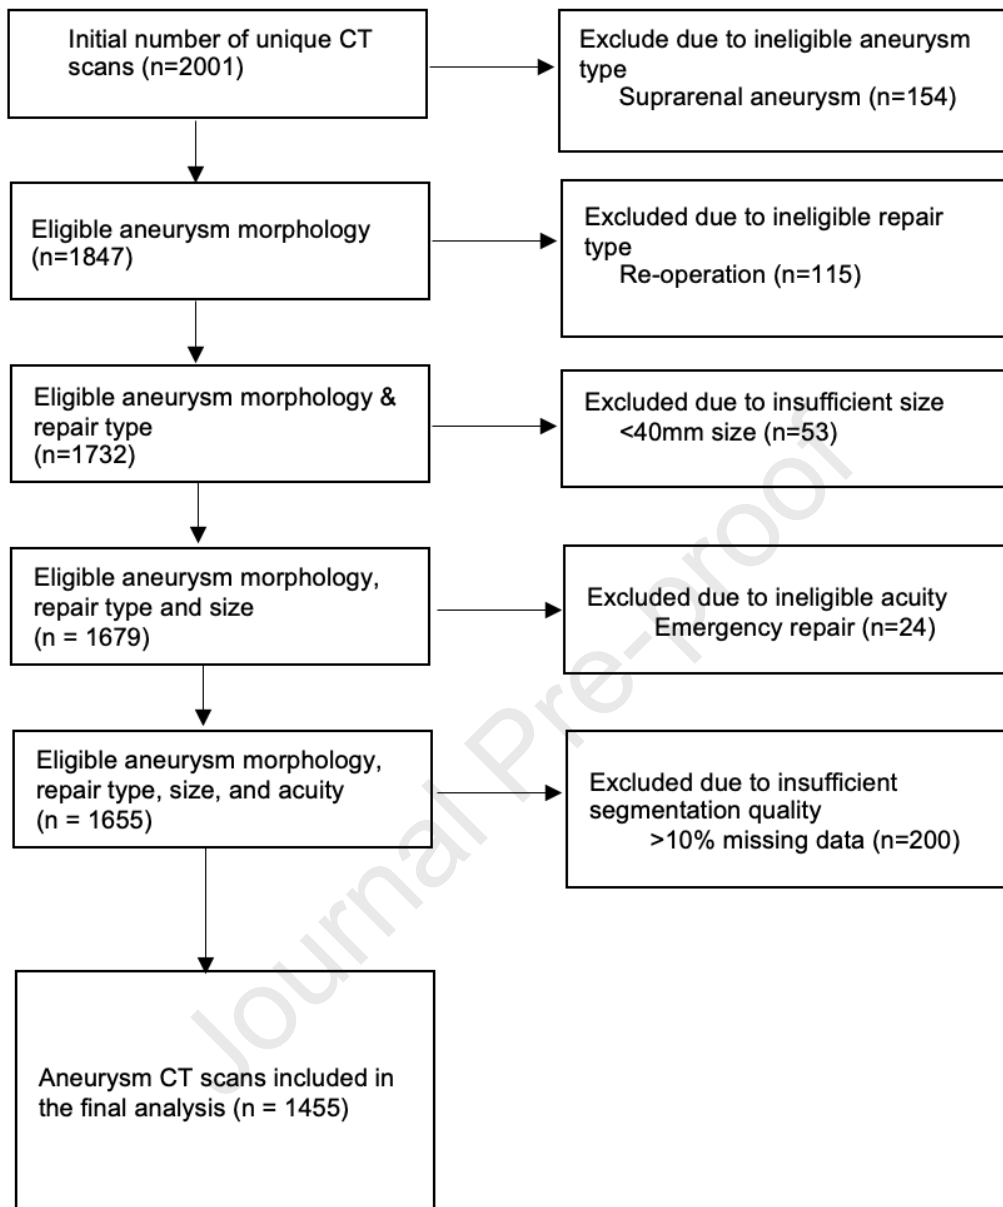 Initial number of unique CT
scans (n=2001)
Exclude due to ineligible aneurysm
type
Suprarenal aneurysm (n=154)
Eligible aneurysm morphology
(n=1847)
Excluded due to ineligible repair
type
Re-operation (n=115)
Eligible aneurysm morphology &
repair type
(n=1732)
Excluded due to insufficient size
<40mm size (n=53)
Eligible aneurysm morphology,
repair type and size
(n = 1679)
Excluded due to ineligible acuity
Emergency repair (n=24)
Eligible aneurysm morphology,
repair type, size, and acuity
(n = 1655)
Excluded due to insufficient
segmentation quality
>10% missing data (n=200)
Aneurysm CT scans included in
the final analysis (n = 1455)
Journal Pre-proof